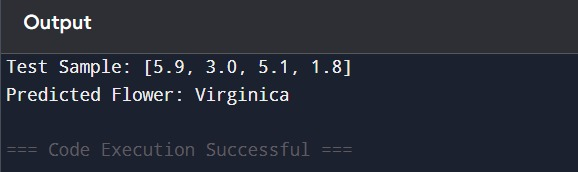 Output
Test Sample: [5.9, 3.0, 5.1, 1.8]
Predicted Flower: Virginica
=== Code Execution Successful ===